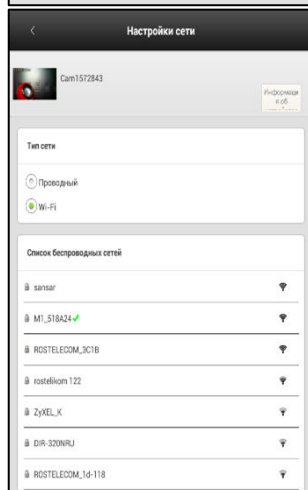 Настройки сети
Cam1572843
Информаци
я об
Тип сети
Проводный
Wi-Fi
Список беспроводных сетей
sansar
M1_518A24
ROSTELECOM_3C1B
rostelikom 122
ZyXEL_K
DIR-320NRU
ROSTELECOM_1d-118